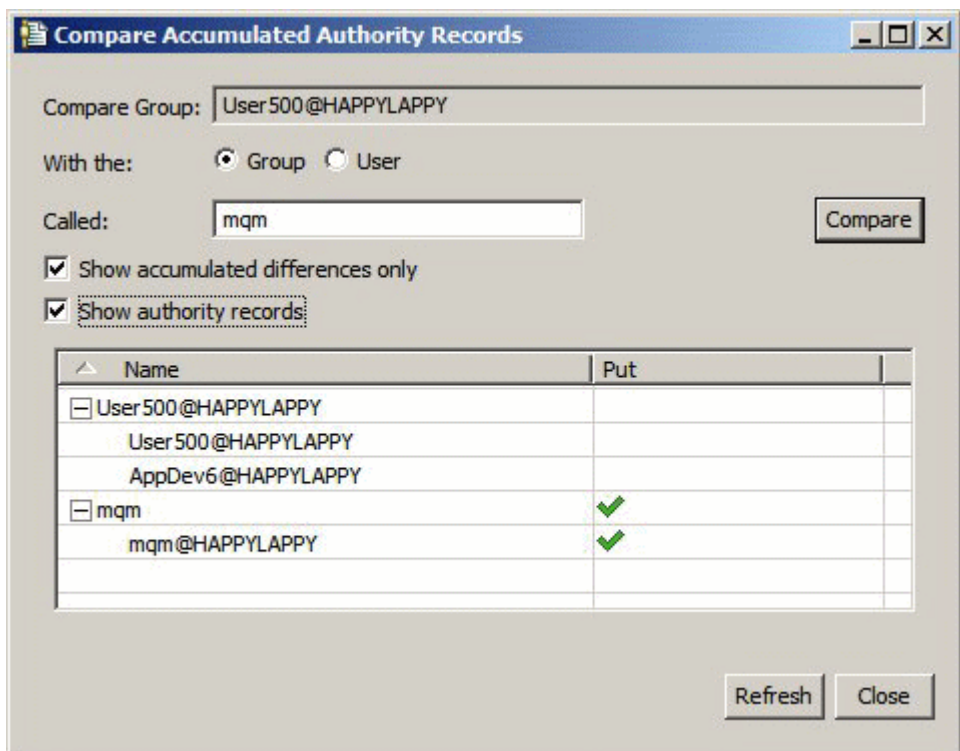 Compare Accumulated Authority Records
Compare Group: User500@HAPPYLAPPY
With the: Group User
Called: mqm Compare
Show accumulated differences only
Show authority records
Name Put
User500@HAPPYLAPPY
User500@HAPPYLAPPY
AppDev6@HAPPYLAPPY
mqm
mqm@HAPPYLAPPY
Refresh Close